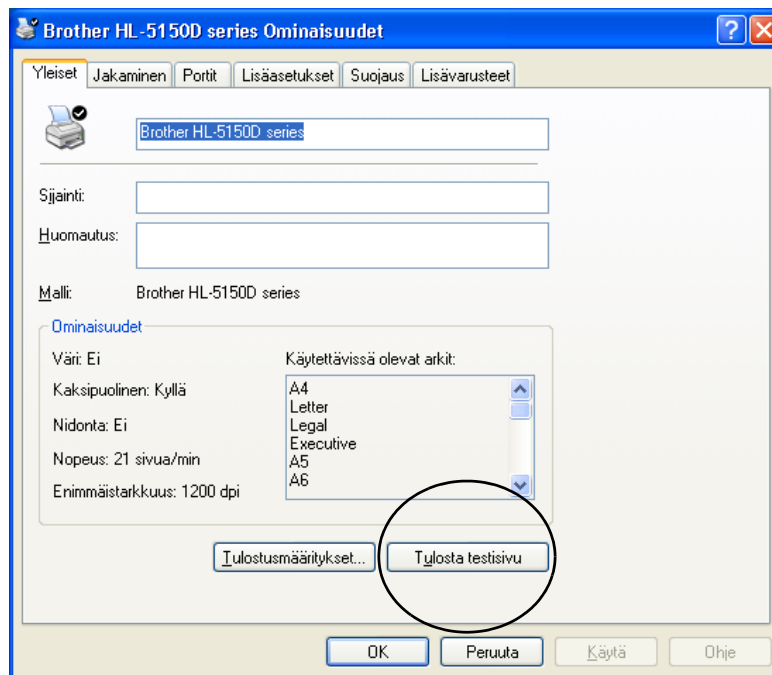 Brother HL-5150D series Ominaisuudet
Yleiset Jakaminen Portit Lisäasetukset Suojaus Lisävarusteet
Brother HL-5150D series
Sijainti:
Huomautus:
Malli: Brother HL-5150D series
Ominaisuudet
Väri: Ei Käytettävissä olevat arkit:
Kaksipuolinen: Kyllä
Nidonta: Ei
Nopeus: 21 sivua/min
Enimmäistarkkuus: 1200 dpi
A4
Letter
Legal
Executive
A5
A6
Tulostusmääritykset... Tulosta testisivu
OK Peruuta Käytä Ohje